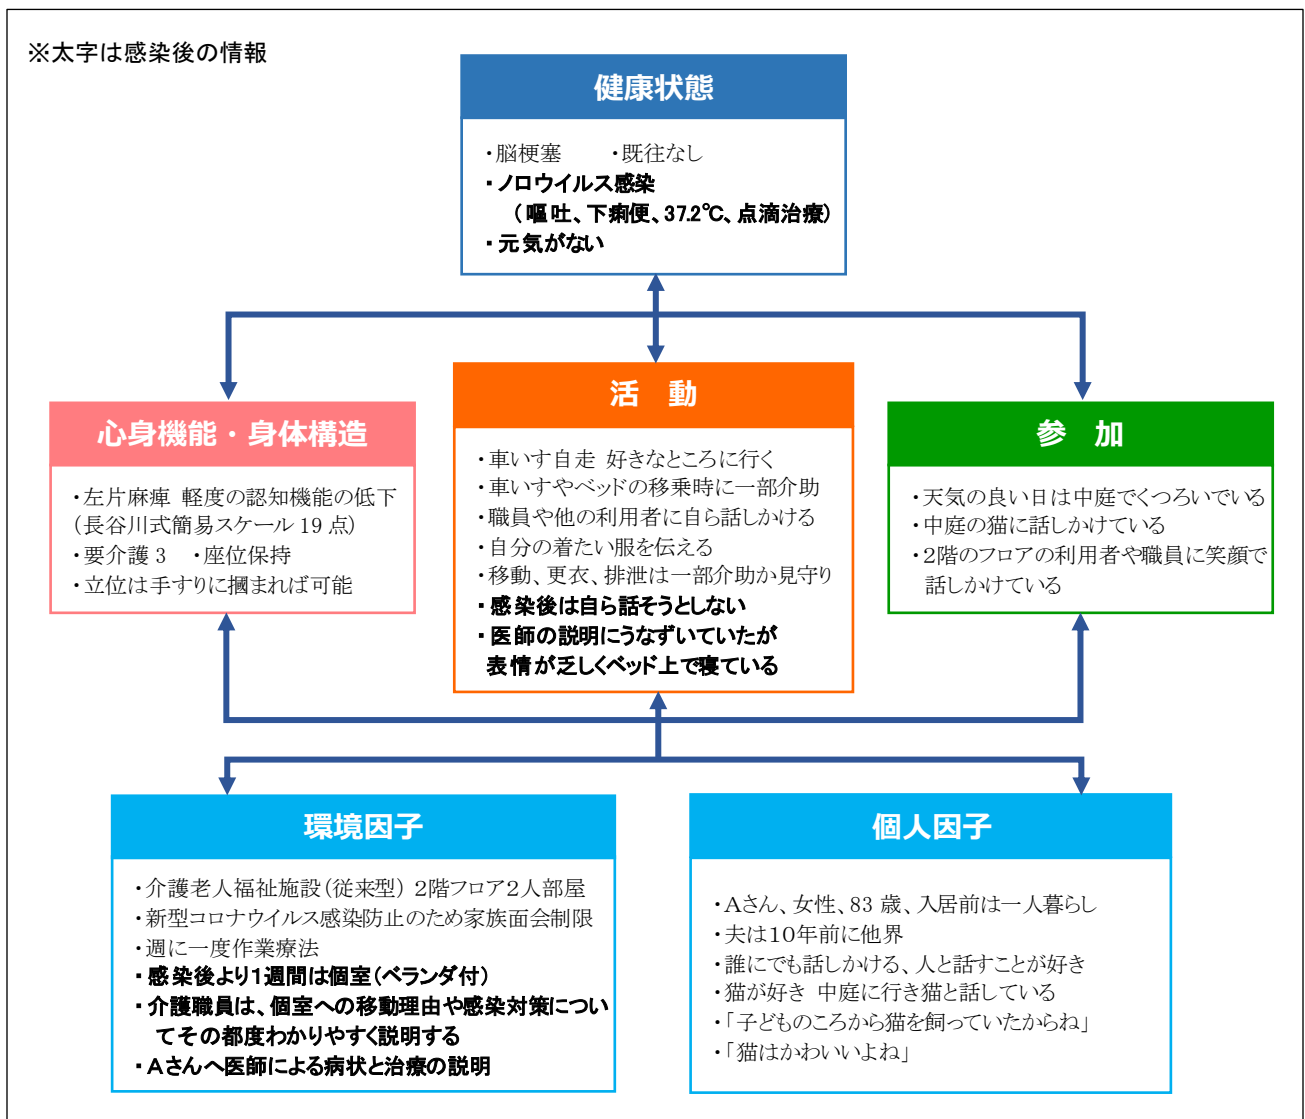 ※太字は感染後の情報
健康状態
・脳梗塞　　・既往なし
・ノロウイルス感染
（嘔吐、下痢便、37.2℃、点滴治療）
・元気がない
心身機能・身体構造
・左片麻痺 軽度の認知機能の低下
（長谷川式簡易スケール 19 点）
・要介護 3　・座位保持
・立位は手すりに摑まれば可能
活　動
・車いす自走 好きなところに行く
・車いすやベッドの移乗時に一部介助
・職員や他の利用者に自ら話しかける
・自分の着たい服を伝える
・移動、更衣、排泄は一部介助か見守り
・感染後は自ら話そうとしない
・医師の説明にうなずいていたが
表情が乏しくベッド上で寝ている
参　加
・天気の良い日は中庭でくつろいでいる
・中庭の猫に話しかけている
・2階のフロアの利用者や職員に笑顔で
話しかけている
環境因子
・介護老人福祉施設（従来型） 2階フロア2人部屋
・新型コロナウイルス感染防止のため家族面会制限
・週に一度作業療法
・感染後より1週間は個室（ベランダ付）
・介護職員は、個室への移動理由や感染対策につい
てその都度わかりやすく説明する
・Aさんへ医師による病状と治療の説明
個人因子
・Aさん、女性、83 歳、入居前は一人暮らし
・夫は10年前に他界
・誰にでも話しかける、人と話すことが好き
・猫が好き 中庭に行き猫と話している
・「子どものころから猫を飼っていたからね」
・「猫はかわいいよね」